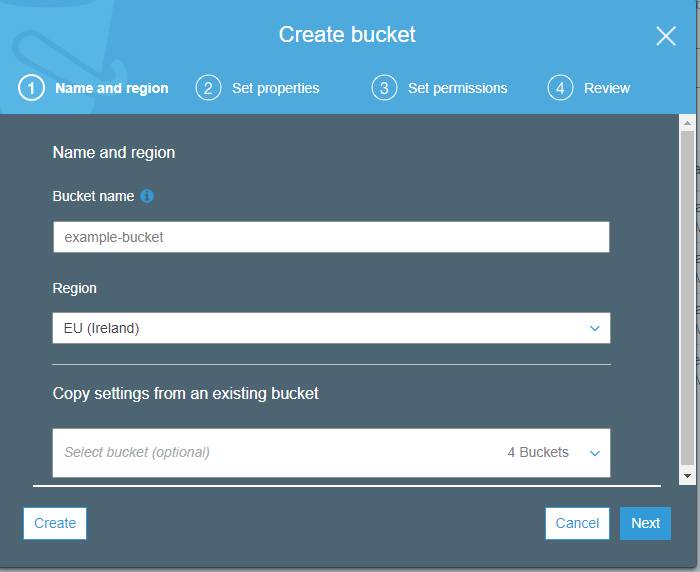 Create bucket
1 Name and region 2 Set properties 3 Set permissions 4 Review
Name and region
Bucket name
example-bucket
Region
EU (Ireland)
Copy settings from an existing bucket
Select bucket (optional) 4 Buckets
Create Cancel Next